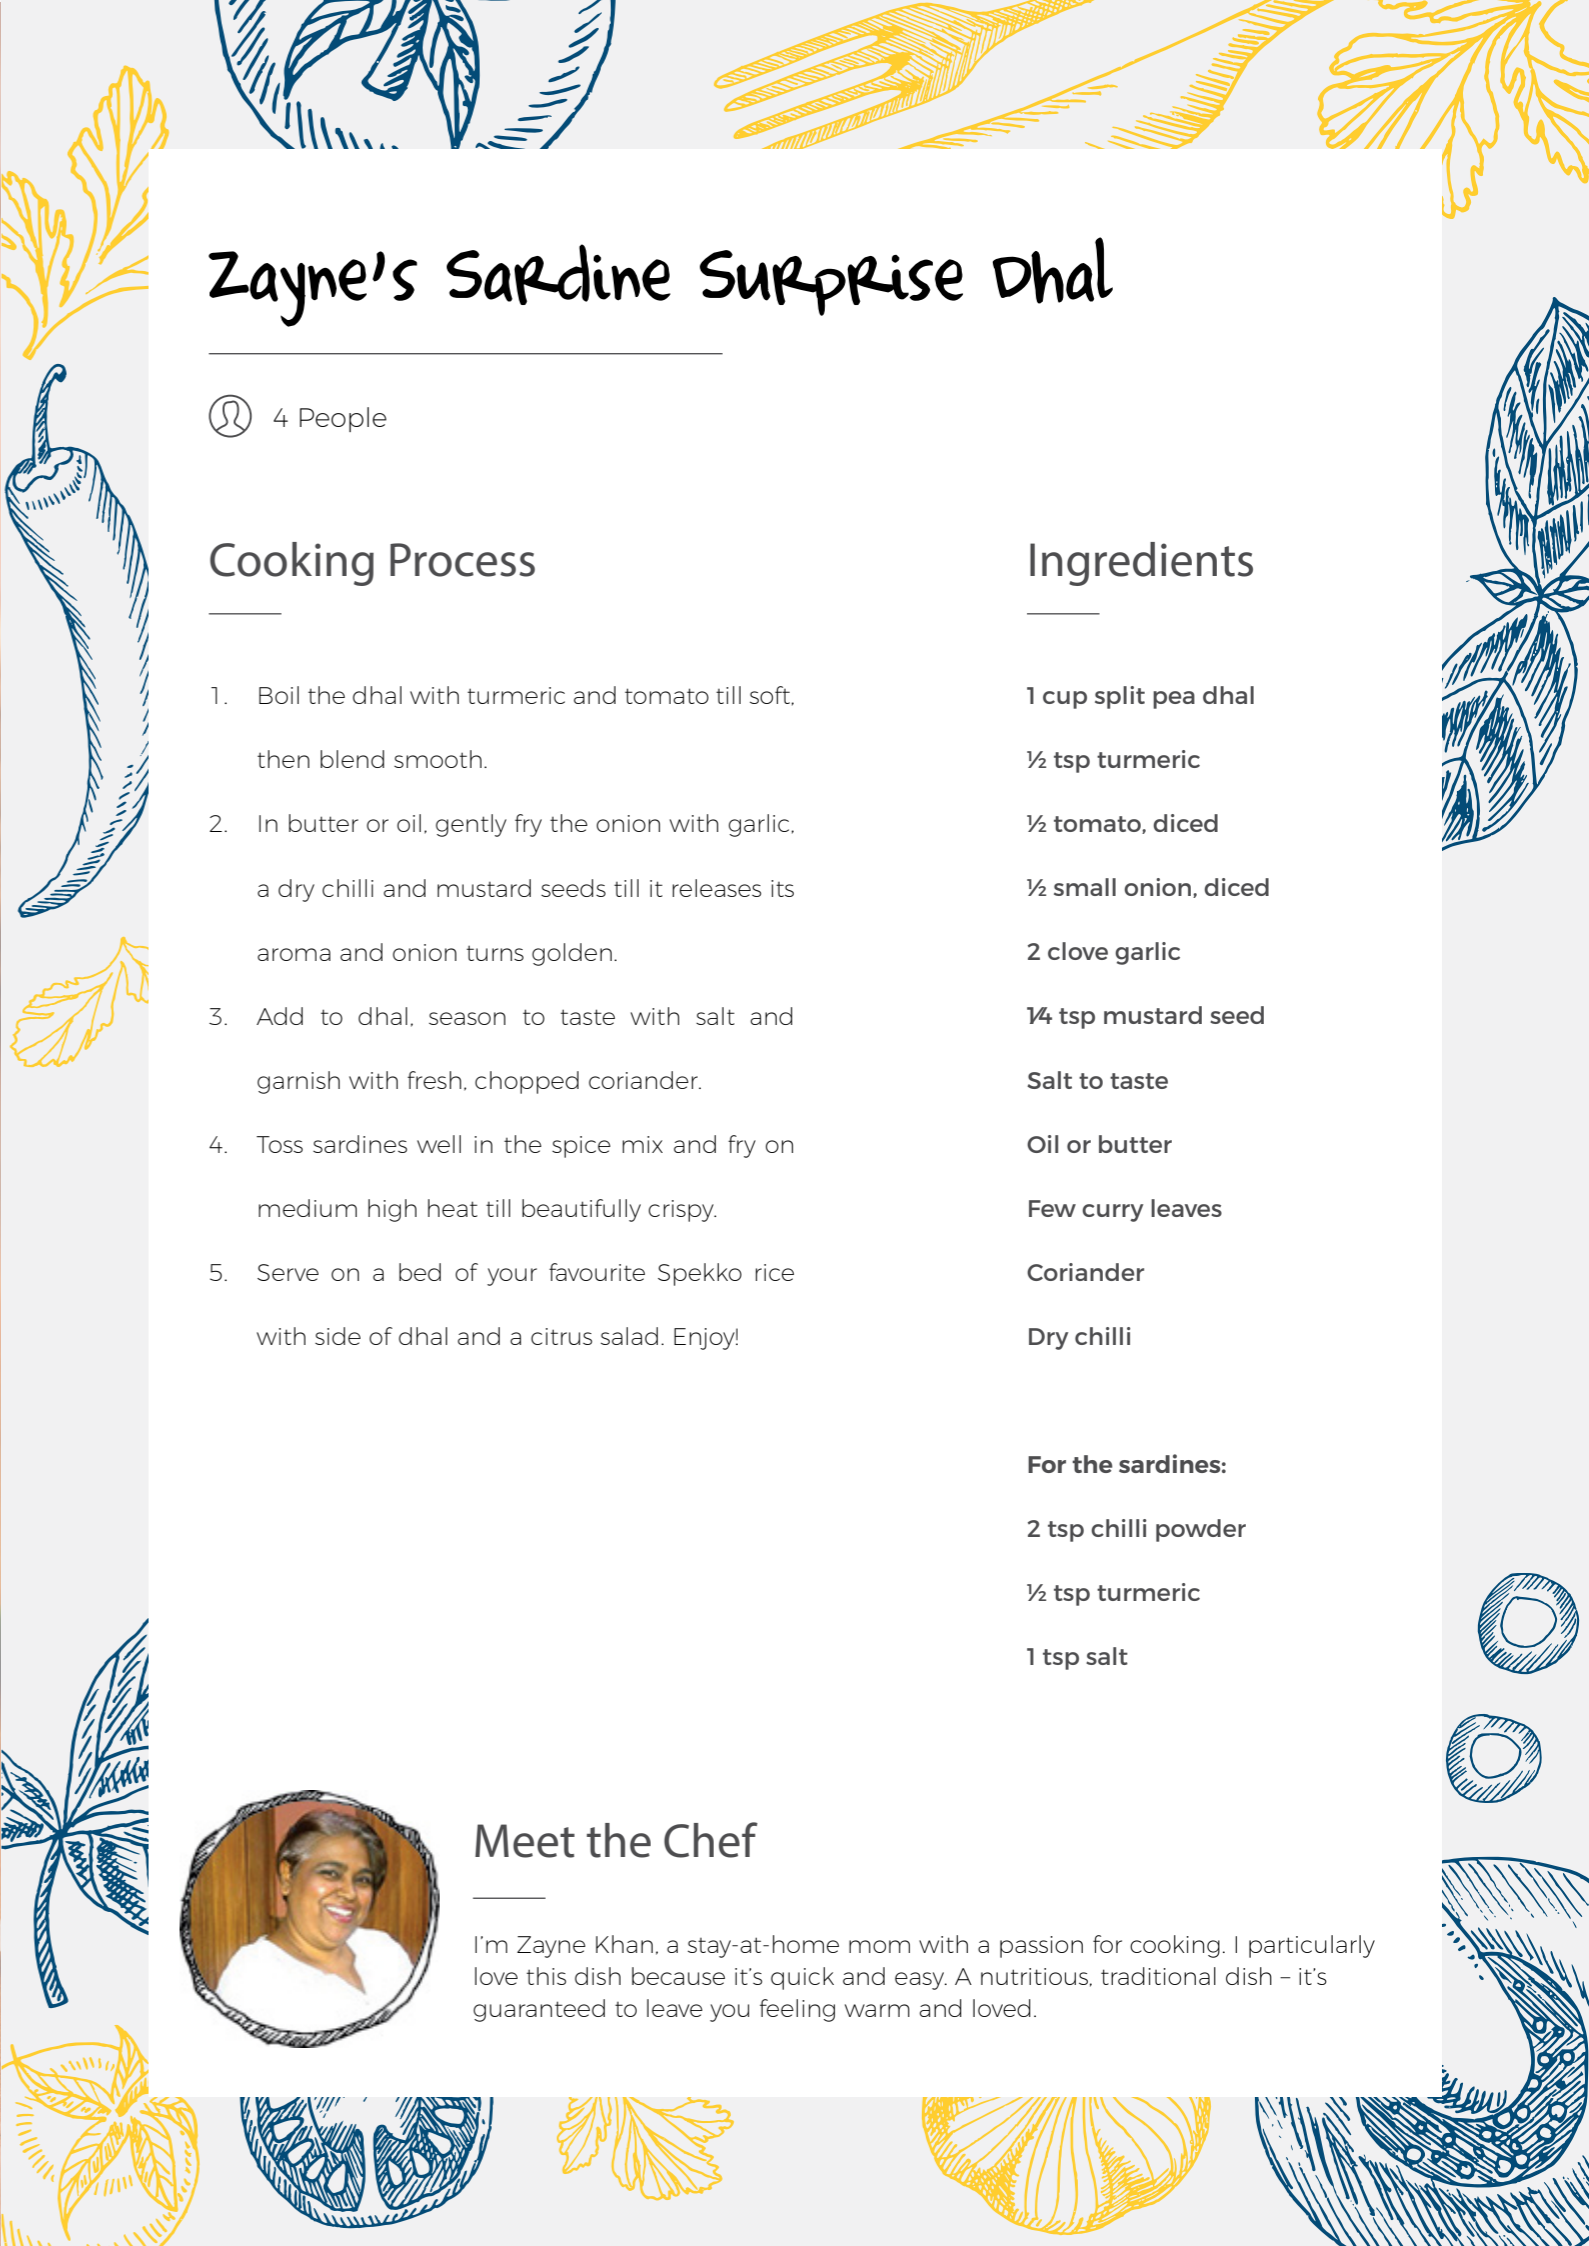 Zayne's Sardine Surprise Dhal
4 People
Cooking Process
1. Boil the dhal with turmeric and tomato till soft,
then blend smooth.
2. In butter or oil, gently fry the onion with garlic,
a dry chilli and mustard seeds till it releases its
aroma and onion turns golden.
3. Add to dhal, season to taste with salt and
garnish with fresh, chopped coriander.
4. Toss sardines well in the spice mix and fry on
medium high heat till beautifully crispy.
5. Serve on a bed of your favourite Spekko rice
with side of dhal and a citrus salad. Enjoy!
Ingredients
1 cup split pea dhal
½ tsp turmeric
½ tomato, diced
½ small onion, diced
2 clove garlic
1⁄4 tsp mustard seed
Salt to taste
Oil or butter
Few curry leaves
Coriander
Dry chilli
For the sardines:
2 tsp chilli powder
½ tsp turmeric
1 tsp salt
Meet the Chef
I'm Zayne Khan, a stay-at-home mom with a passion for cooking. I particularly
love this dish because it's quick and easy. A nutritious, traditional dish – it's
guaranteed to leave you feeling warm and loved.